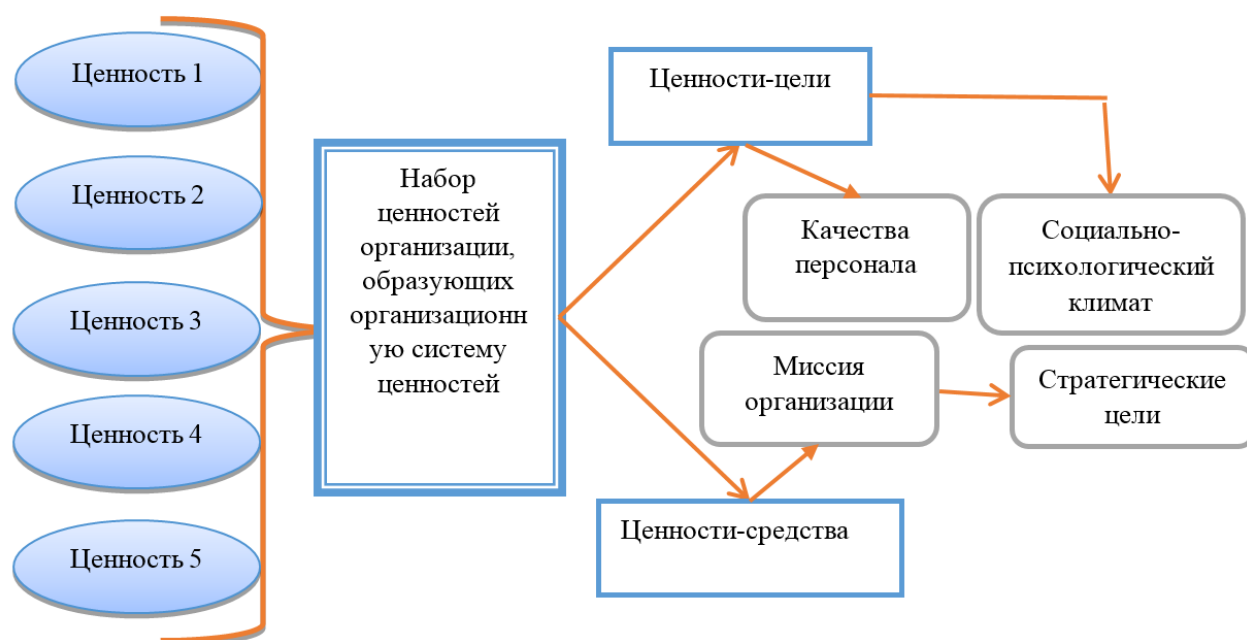 Ценность 1
Ценность 2
Ценность 3
Ценность 4
Ценность 5
Набор
ценностей
организации,
образующих
организационн
ую систему
ценностей
Ценности-цели
Качества
персонала
Социально-
психологический
климат
Миссия
организации
Стратегические
цели
Ценности-средства